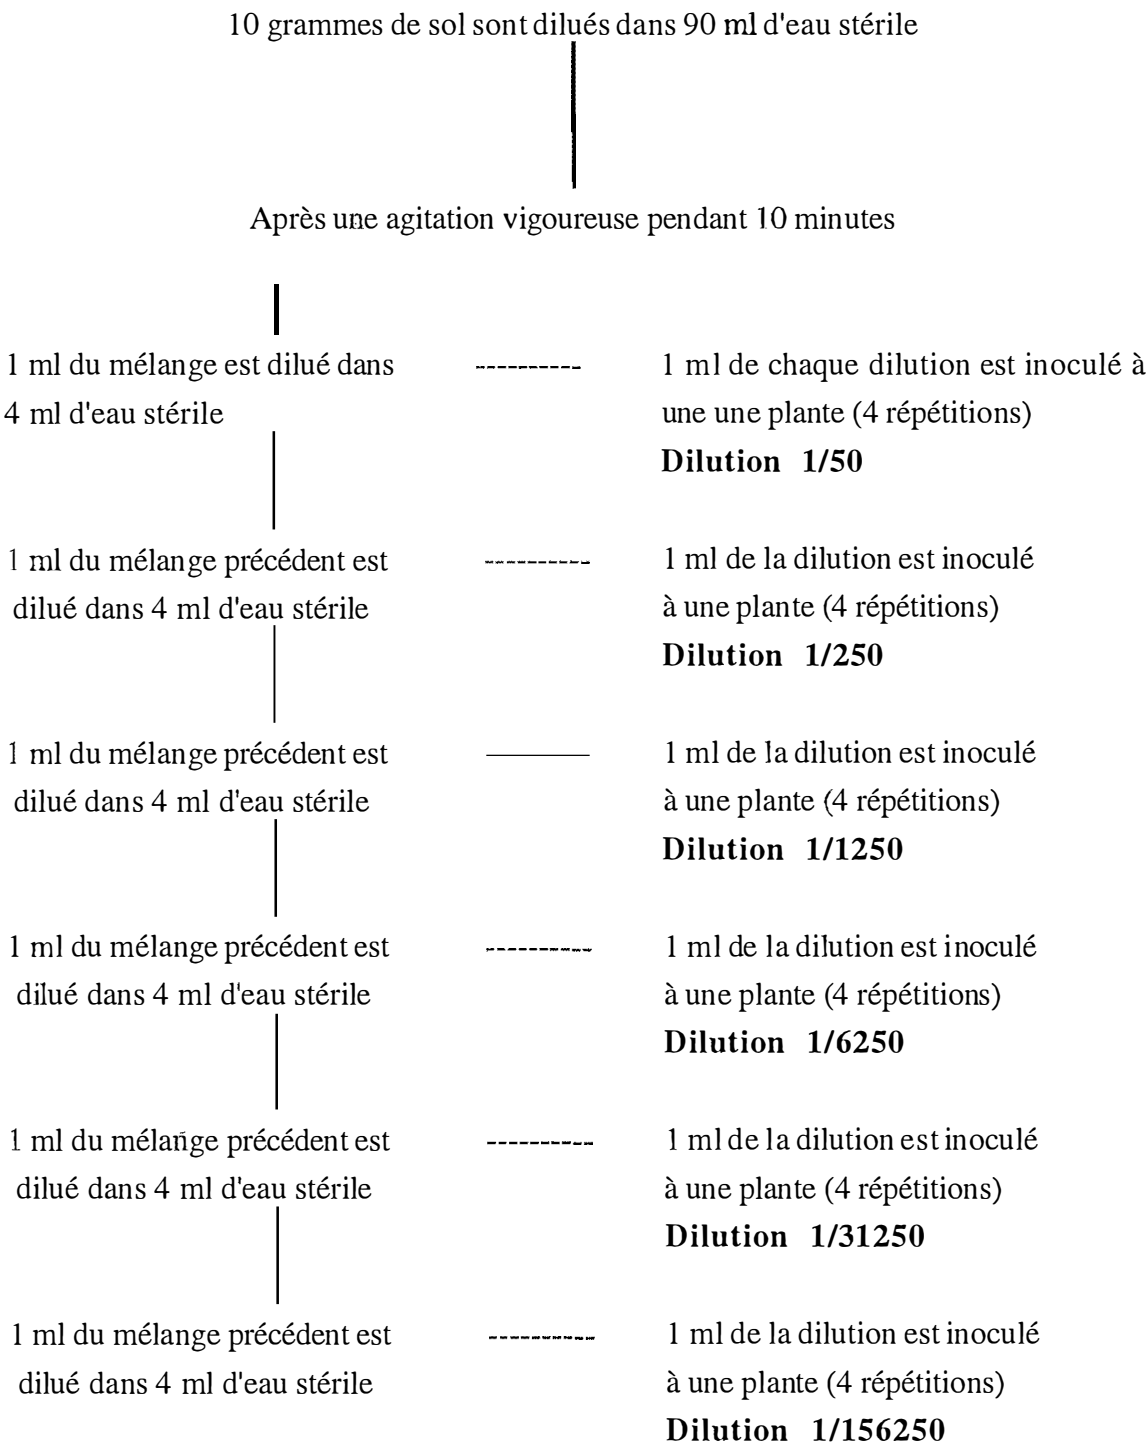 10 grammes de sol sont dilués dans 90 ml d'eau stérile
Après une agitation vigoureuse pendant 10 minutes
1 ml du mélange est dilué dans
4 ml d'eau stérile
1 ml de chaque dilution est inoculé à
une une plante (4 répétitions)
Dilution 1/50
1 ml du mélange précédent est
dilué dans 4 ml d'eau stérile
1 ml de la dilution est inoculé
à une plante (4 répétitions)
Dilution 1/250
1 ml du mélange précédent est
dilué dans 4 ml d'eau stérile
1 ml de la dilution est inoculé
à une plante (4 répétitions)
Dilution 1/1250
1 ml du mélange précédent est
dilué dans 4 ml d'eau stérile
1 ml de la dilution est inoculé
à une plante (4 répétitions)
Dilution 1/6250
1 ml du mélange précédent est
dilué dans 4 ml d'eau stérile
1 ml de la dilution est inoculé
à une plante (4 répétitions)
Dilution 1/31250
1 ml du mélange précédent est
dilué dans 4 ml d'eau stérile
1 ml de la dilution est inoculé
à une plante (4 répétitions)
Dilution 1/156250